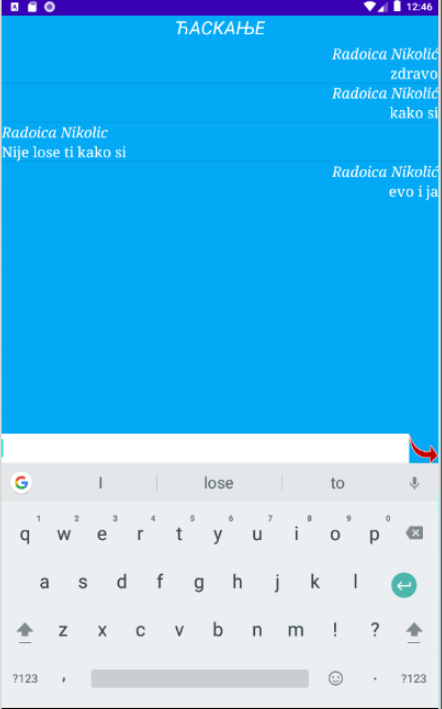 12:46
ЋАСКАЊЕ
Radoica Nikolić
zdravo
Radoica Nikolić
kako si
Radoica Nikolic
Nije lose ti kako si
Radoica Nikolić
evo i ja
I lose to
1 2 3 4 5 6 7 8 9 0
q w e r t y u i o p
a s d f g h j k l
z x c v b n m ! ?
?123 , . ?123